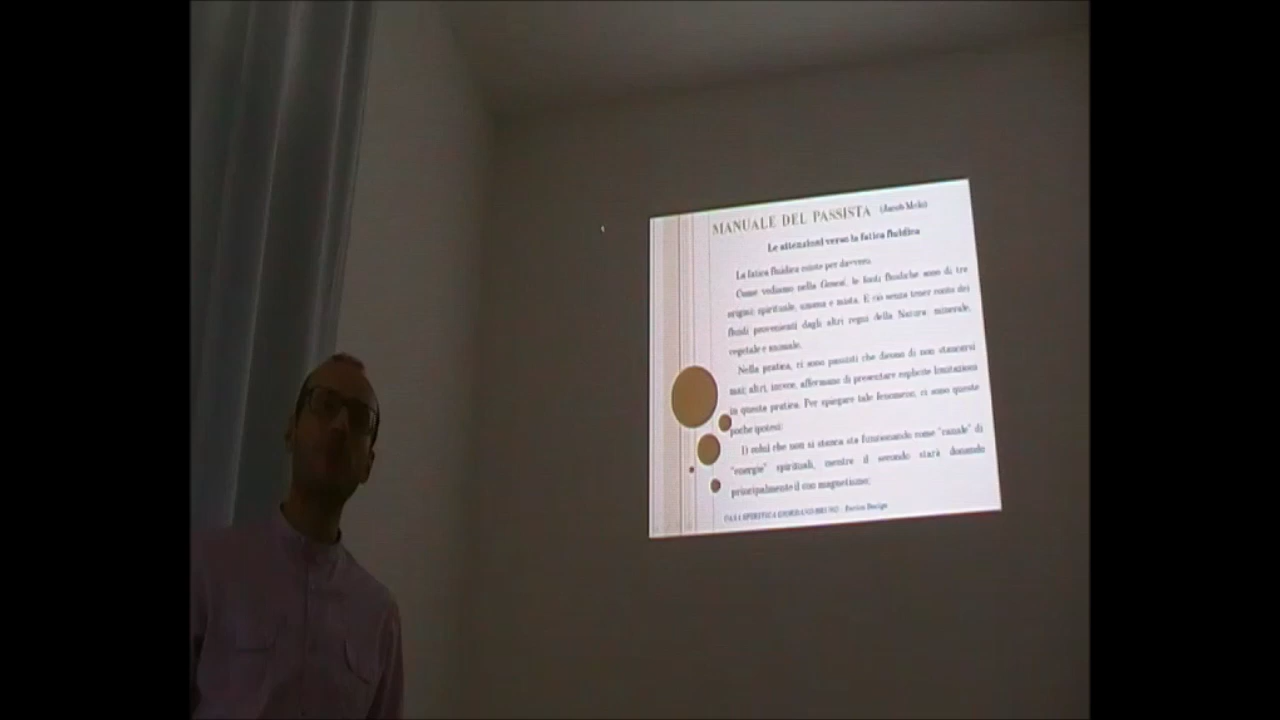 MANUALE DEL PASSISTA (Jacob Melo)
Le attenzioni verso la fatica fluidica
La fatica fluidica esiste per davvero.
Come vediamo nella Genesi, le fonti fluidiche sono di tre
origini: spirituale, umana e mista. E ciò senza tener conto dei
fluidi provenienti dagli altri regni della Natura: minerale,
vegetale e animale.
Nella pratica, ci sono passisti che dicono di non stancarsi
mai; altri, invece, affermano di presentare esplicite limitazioni
in questa pratica. Per spiegare tale fenomeno, ci sono queste
poche ipotesi:
1) colui che non si stanca sta funzionando come "canale" di
"energie" spirituali, mentre il secondo starà donando
principalmente il suo magnetismo;
CASA SPIRITICA GIORDANO BRUNO